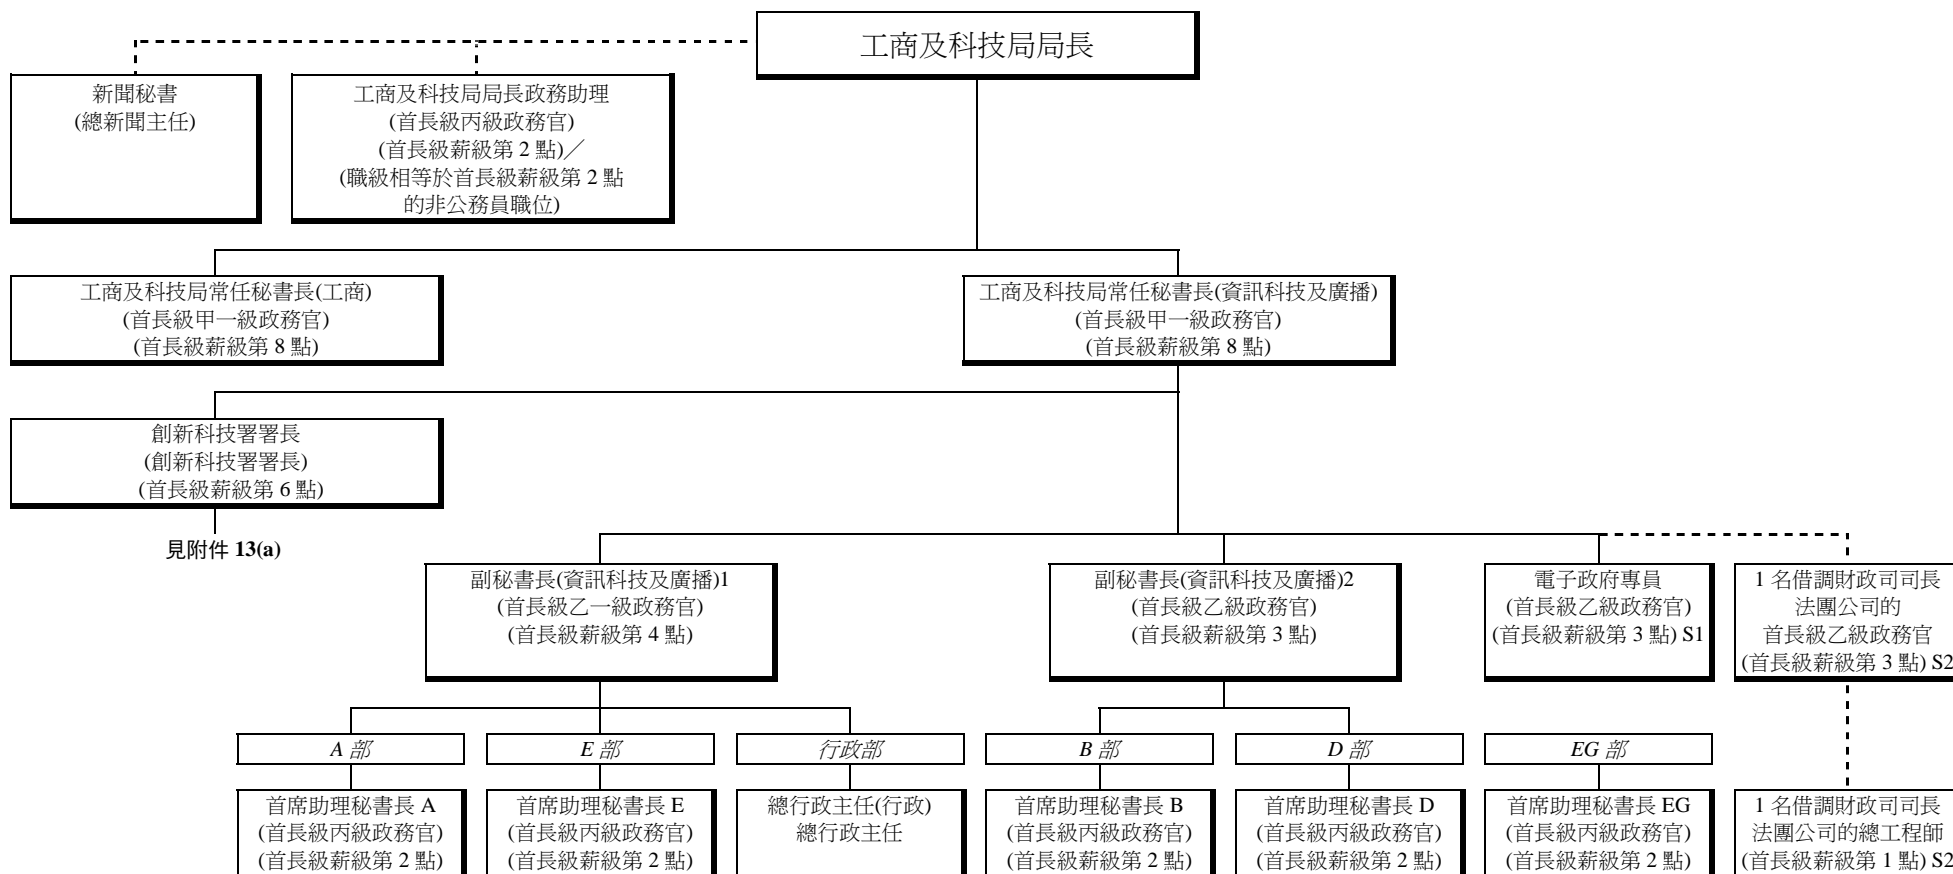 工商及科技局局長
新聞秘書
(總新聞主任)
工商及科技局局長政務助理
(首長級丙級政務官)
(首長級薪級第 2 點)／
(職級相等於首長級薪級第 2 點
的非公務員職位)
工商及科技局常任秘書長(工商)
(首長級甲一級政務官)
(首長級薪級第 8 點)
工商及科技局常任秘書長(資訊科技及廣播)
(首長級甲一級政務官)
(首長級薪級第 8 點)
創新科技署署長
(創新科技署署長)
(首長級薪級第 6 點)
見附件 13(a)
副秘書長(資訊科技及廣播)1
(首長級乙一級政務官)
(首長級薪級第 4 點)
副秘書長(資訊科技及廣播)2
(首長級乙級政務官)
(首長級薪級第 3 點)
電子政府專員
(首長級乙級政務官)
(首長級薪級第 3 點) S1
1 名借調財政司司長
法團公司的
首長級乙級政務官
(首長級薪級第 3 點) S2
A 部
E 部
行政部
B 部
D 部
EG 部
首席助理秘書長 A
(首長級丙級政務官)
(首長級薪級第 2 點)
首席助理秘書長 E
(首長級丙級政務官)
(首長級薪級第 2 點)
總行政主任(行政)
總行政主任
首席助理秘書長 B
(首長級丙級政務官)
(首長級薪級第 2 點)
首席助理秘書長 D
(首長級丙級政務官)
(首長級薪級第 2 點)
首席助理秘書長 EG
(首長級丙級政務官)
(首長級薪級第 2 點)
1 名借調財政司司長
法團公司的總工程師
(首長級薪級第 1 點) S2